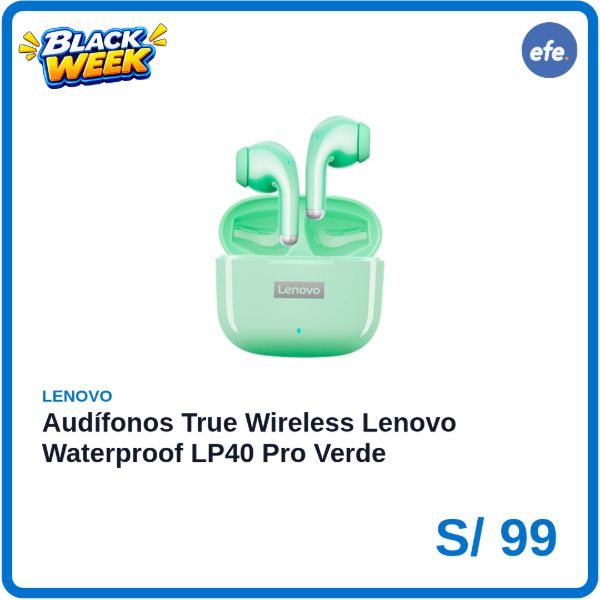 BLACK
WEEK
efe.
Lenovo
LENOVO
Audífonos True Wireless Lenovo
Waterproof LP40 Pro Verde
S/ 99